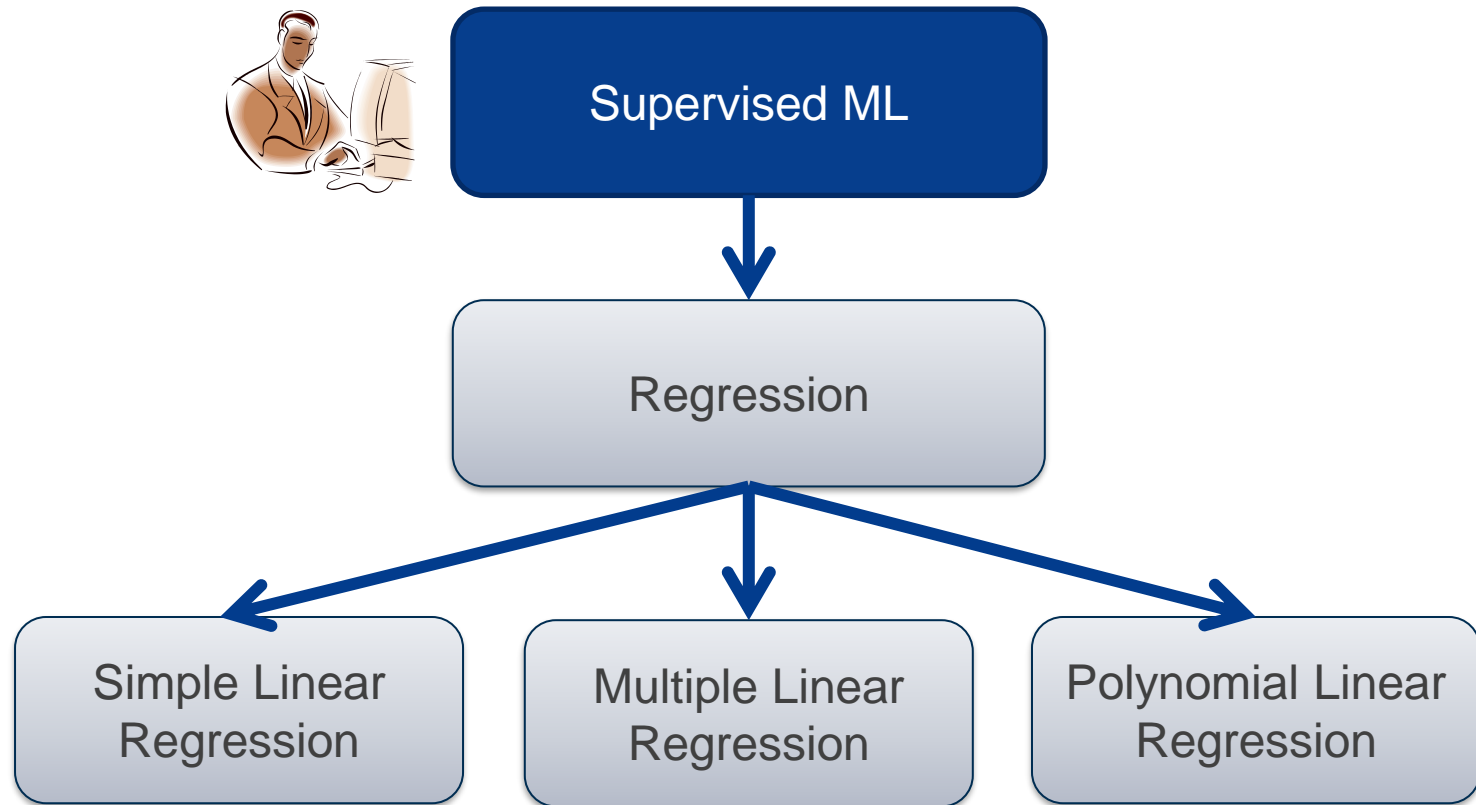 Supervised ML
Regression
Simple Linear
Regression
Multiple Linear
Regression
Polynomial Linear
Regression